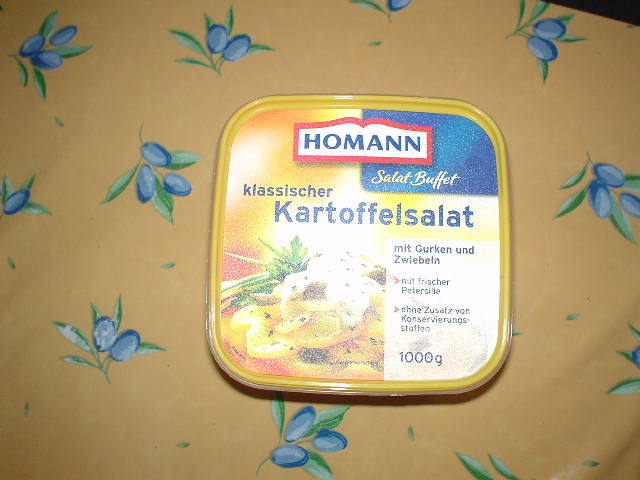 HOMANN
Salat Buffet
klassischer
Kartoffelsalat
mit Gurken und
Zwiebeln
mit frischer
Petersilie
ohne Zusatz von
Konservierungs-
stoffen
1000g